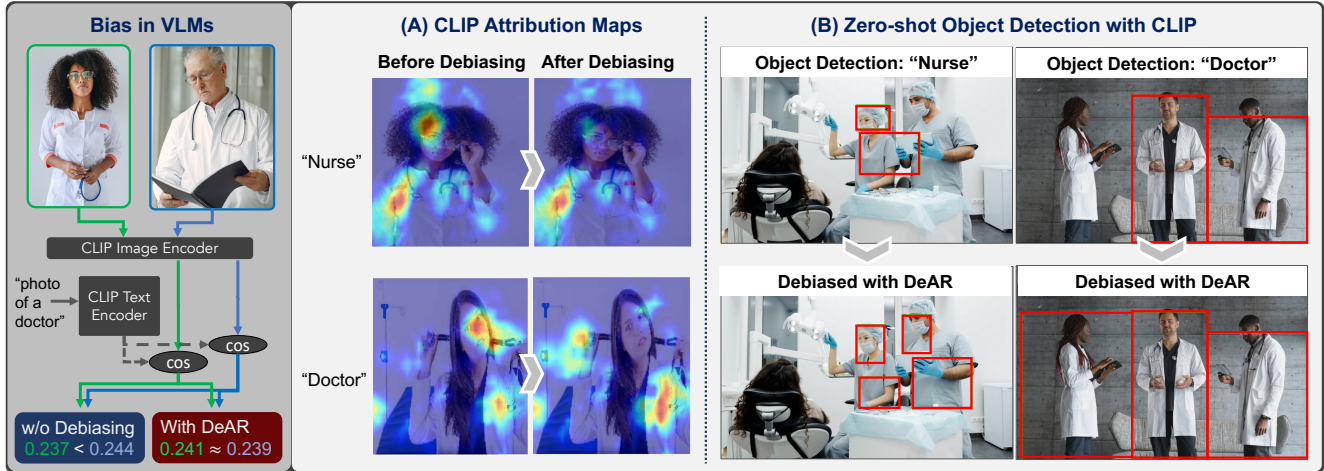 Bias in VLMs
CLIP Image Encoder
"photo
of a
doctor"
CLIP Text
Encoder
cos
cos
w/o Debiasing
0.237 < 0.244
With DeAR
0.241 ≈ 0.239
(A) CLIP Attribution Maps
Before Debiasing
After Debiasing
"Nurse"
"Doctor"
(B) Zero-shot Object Detection with CLIP
Object Detection: "Nurse"
Object Detection: "Doctor"
Debiased with DeAR
Debiased with DeAR